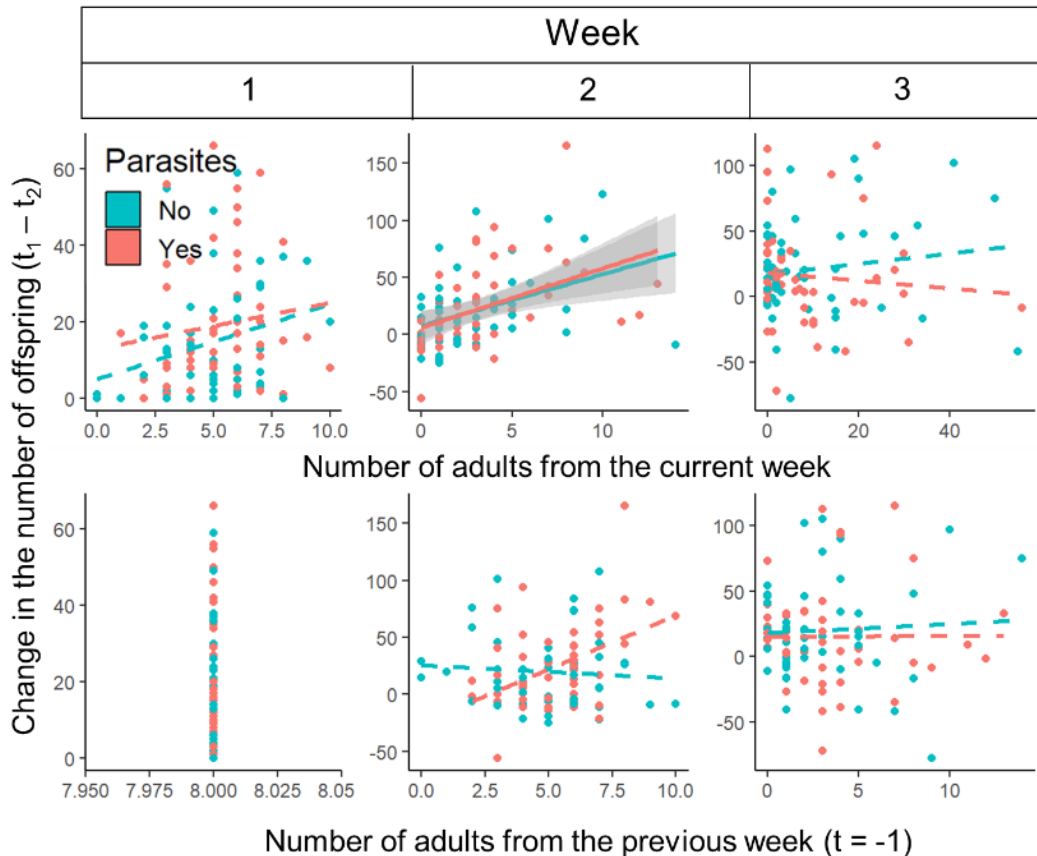 Week
1 2 3
Change in the number of offspring (t1 – t2)
Parasites
No
Yes
60
40
20
0
0.0 2.5 5.0 7.5 10.0
150
100
50
0
-50
0 5 10
100
50
0
-50
0 20 40
Number of adults from the current week
60
40
20
0
7.950 7.975 8.000 8.025 8.05
150
100
50
0
-50
0.0 2.5 5.0 7.5 10.0
100
50
0
-50
0 5 10
Number of adults from the previous week (t = -1)